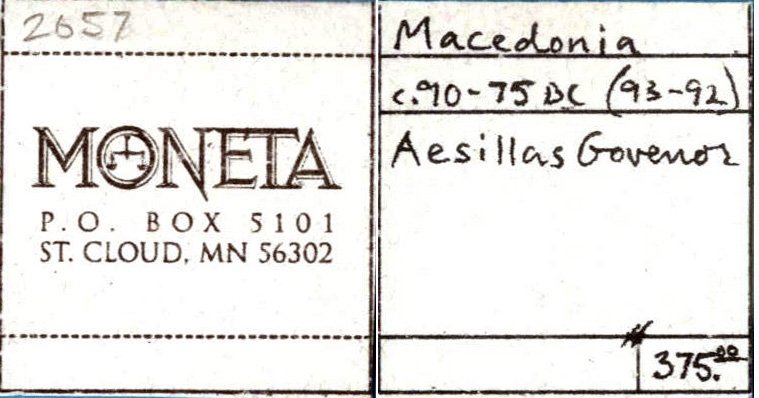 2657
MONETA
P.O. BOX 5101
ST. CLOUD, MN 56302
Macedonia
c.90-75 BC (93-92)
Aesillas Govenor
375.00